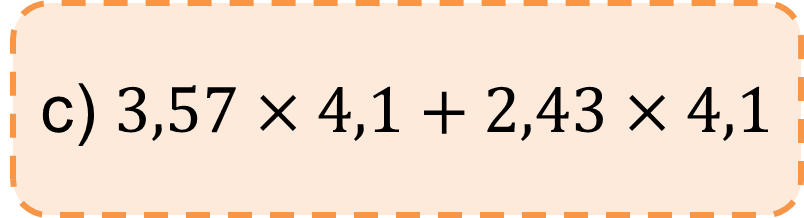 c) 3,57 × 4,1 + 2,43 × 4,1